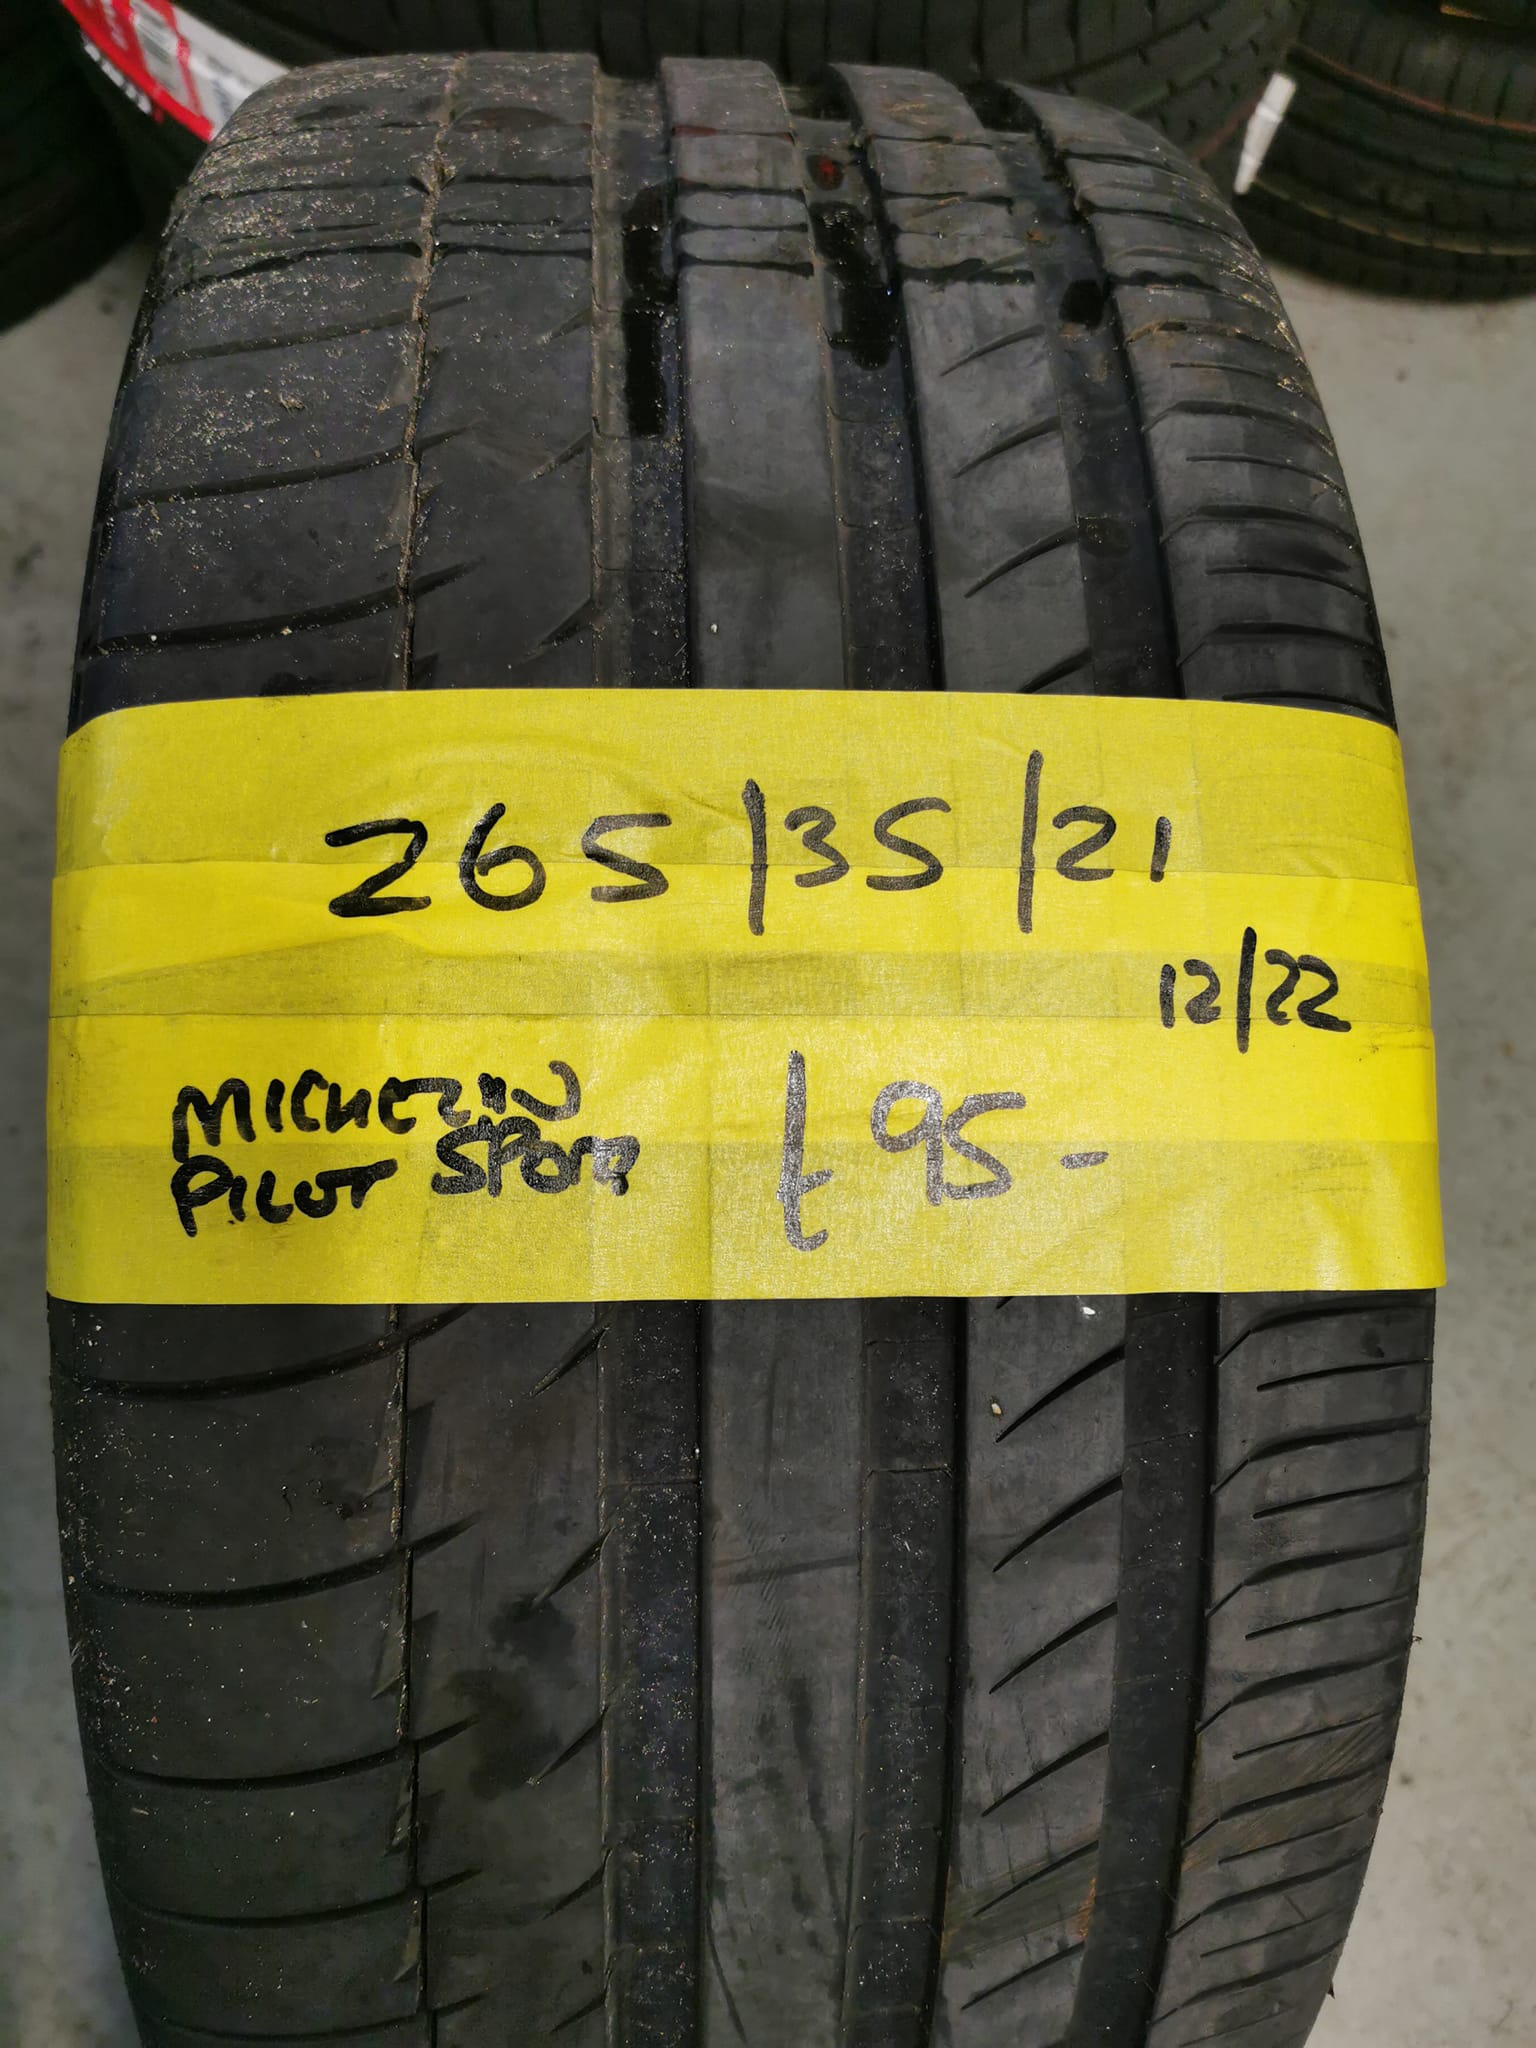 265/35/21
12/22
MICHELIN
PILOT SPORT
£95-